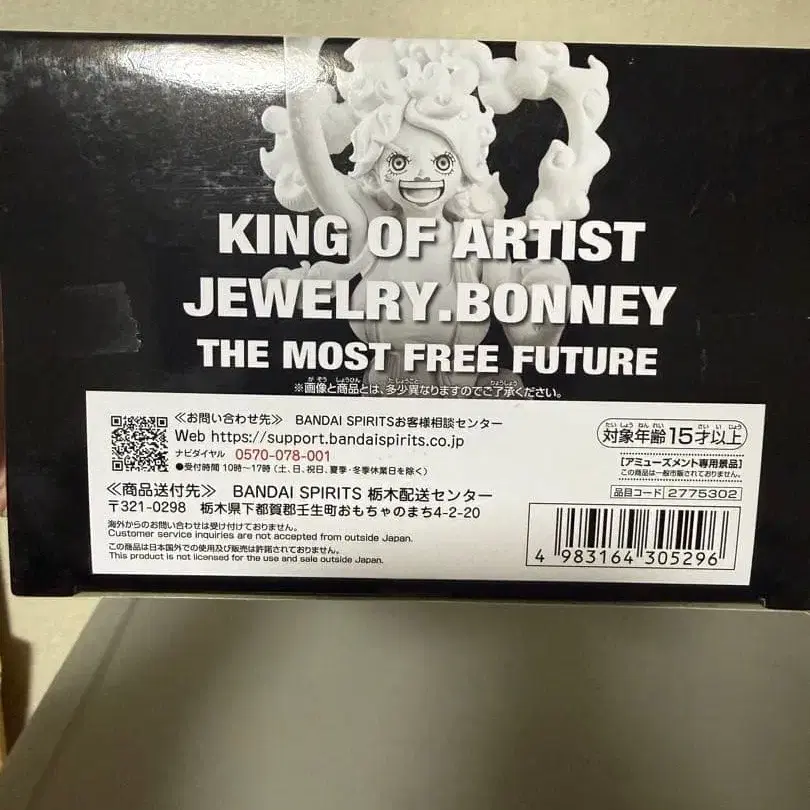 KING OF ARTIST
JEWELRY.BONNEY
THE MOST FREE FUTURE
※画像と商品とは、多少異なりますのでご了承ください。
≪お問い合わせ先≫ BANDAI SPIRITSお客様相談センター
Web https://support.bandaispirits.co.jp
ナビダイヤル 0570-078-001
●受付時間 10時〜17時 (土、日、祝日、夏季・冬季休業日を除く)
≪商品送付先≫ BANDAI SPIRITS 栃木配送センター
〒321-0298 栃木県下都賀郡壬生町おもちゃのまち4-2-20
海外からのお問い合わせは受け付けておりません。
Customer service inquiries are not accepted from outside Japan.
この商品は日本国外での使用及び販売は許諾されておりません。
This product is not licensed for the use and sale outside Japan.
対象年齢15才以上
【アミューズメント専用景品】
この商品は一般市販されておりません。
品目コード 2775302
4 983164 305296